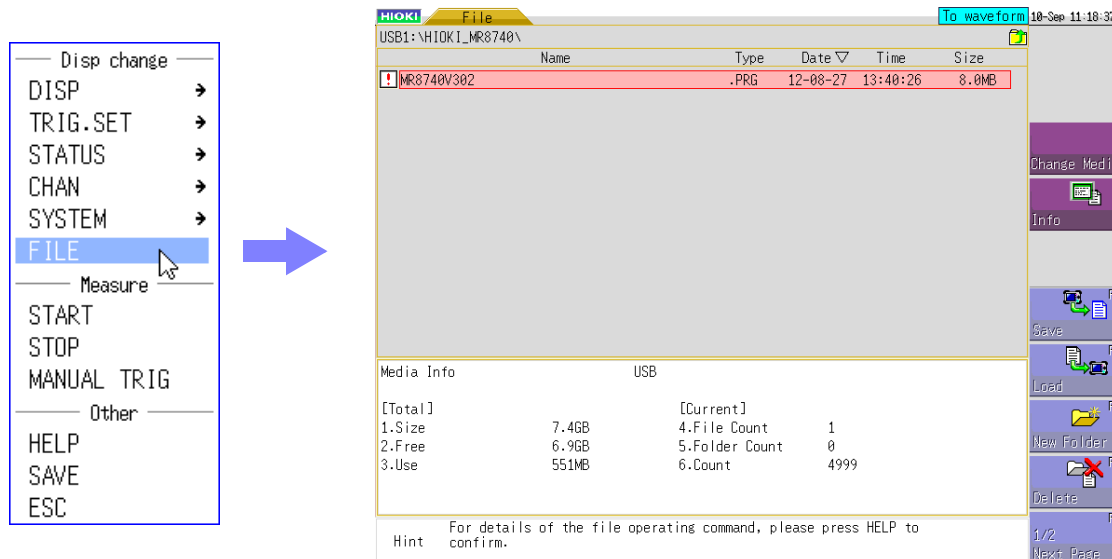 Disp change
DISP
TRIG.SET
STATUS
CHAN
SYSTEM
FILE
Measure
START
STOP
MANUAL TRIG
Other
HELP
SAVE
ESC
HIOKI File To waveform 10-Sep 11:18:37
USB1:\HIOKI_MR8740\
Name Type Date ▽ Time Size
! MR8740V302 .PRG 12-08-27 13:40:26 8.0MB
Change Medi
Info
Save
Load
New Folder
Delete
1/2
Next Page
Media Info USB
[Total] [Current]
1.Size 7.4GB 4.File Count 1
2.Free 6.9GB 5.Folder Count 0
3.Use 551MB 6.Count 4999
Hint For details of the file operating command, please press HELP to
confirm.